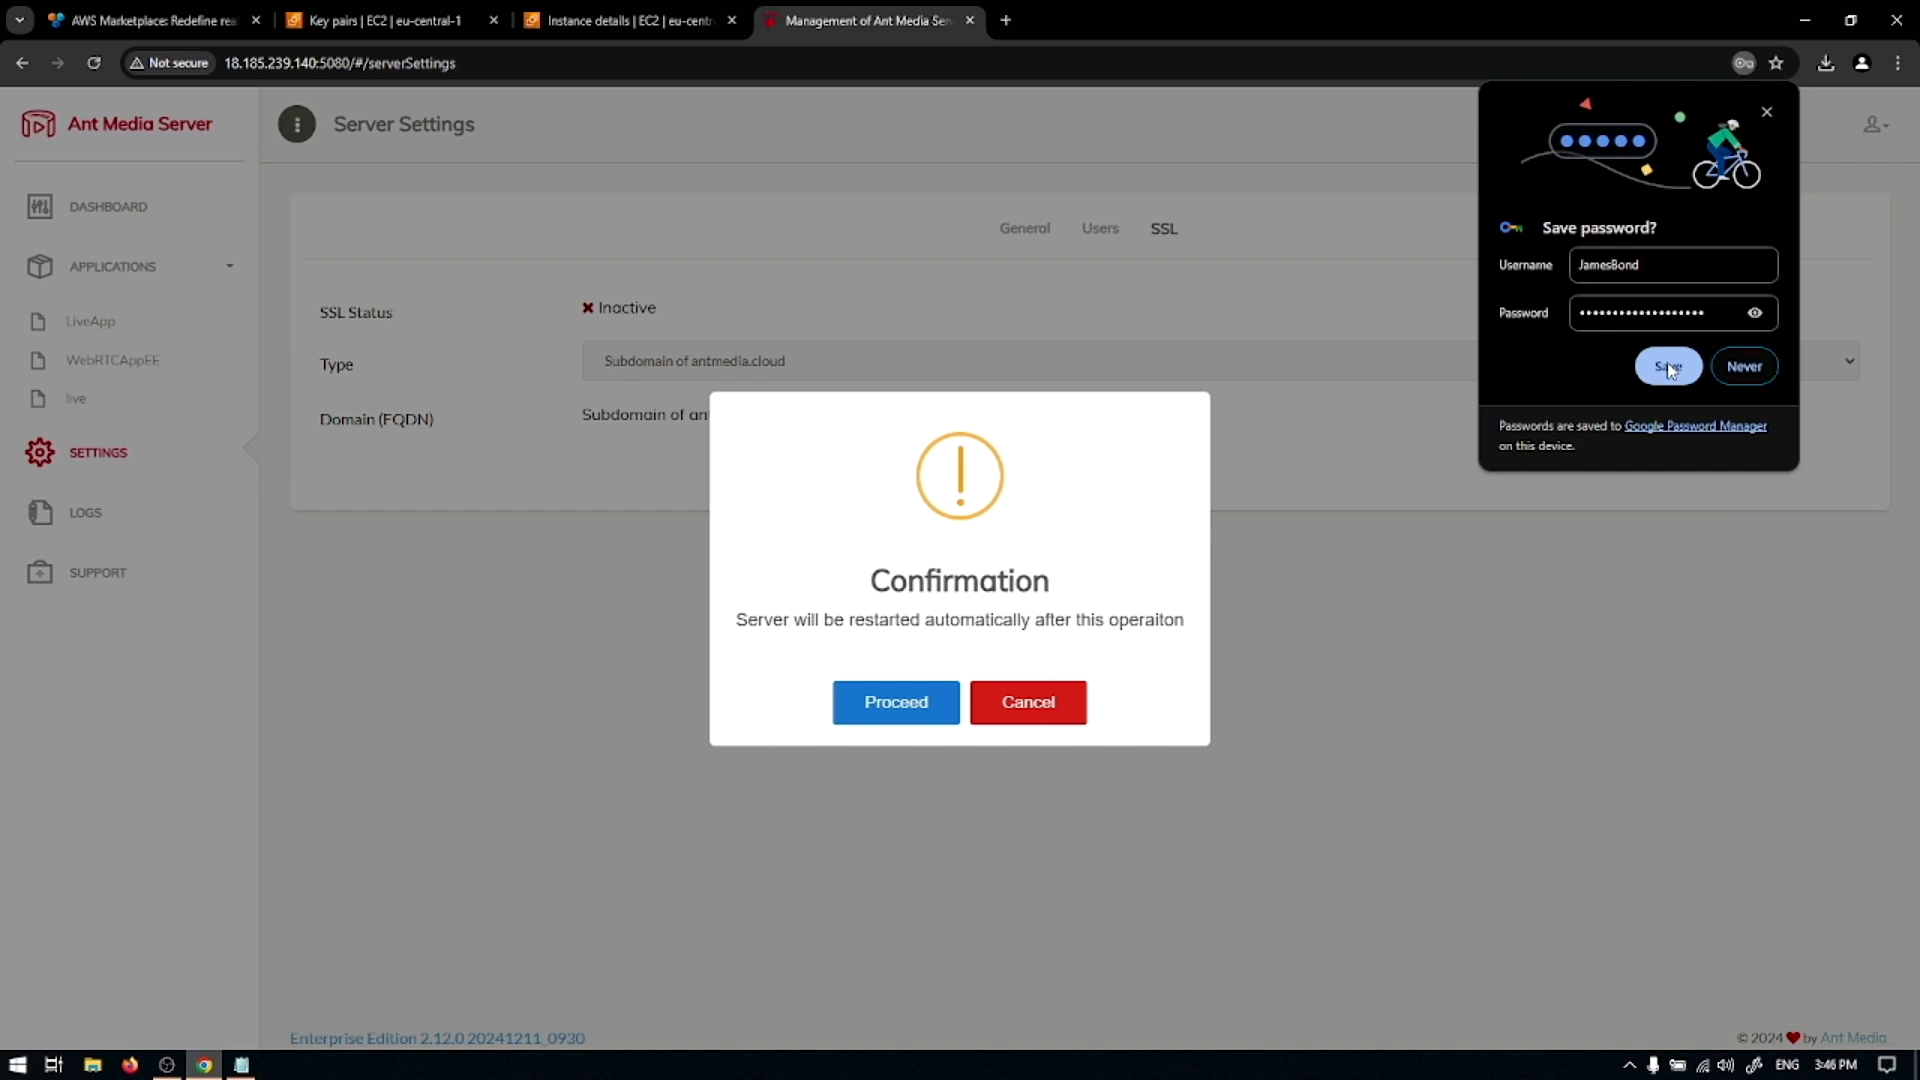 AWS Marketplace: Redefine rea
Key pairs | EC2 | eu-central-1
Instance details | EC2 | eu-centr
Management of Ant Media Ser
Not secure
18.185.239.140:5080/#/serverSettings
Ant Media Server
Server Settings
DASHBOARD
APPLICATIONS
LiveApp
WebRTCAppEE
live
SETTINGS
LOGS
SUPPORT
General
Users
SSL
SSL Status
Inactive
Type
Subdomain of antmedia.cloud
Domain (FQDN)
Subdomain of an
Save password?
Username
JamesBond
Password
•••••••••••••••••••
Save
Never
Passwords are saved to Google Password Manager
on this device.
Confirmation
Server will be restarted automatically after this operaiton
Proceed
Cancel
Enterprise Edition 2.12.0 20241211_0930
© 2024 ❤ by Ant Media
ENG
3:46 PM